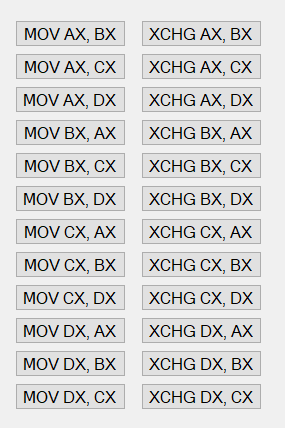 MOV AX, BX XCHG AX, BX
MOV AX, CX XCHG AX, CX
MOV AX, DX XCHG AX, DX
MOV BX, AX XCHG BX, AX
MOV BX, CX XCHG BX, CX
MOV BX, DX XCHG BX, DX
MOV CX, AX XCHG CX, AX
MOV CX, BX XCHG CX, BX
MOV CX, DX XCHG CX, DX
MOV DX, AX XCHG DX, AX
MOV DX, BX XCHG DX, BX
MOV DX, CX XCHG DX, CX